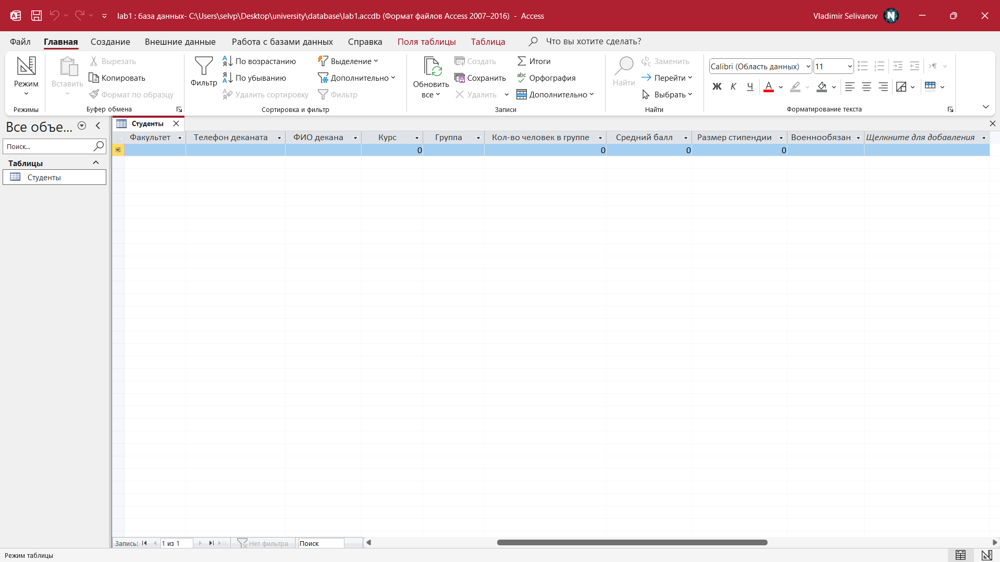 lab1 : база данных- C:\Users\selvp\Desktop\university\database\lab1.accdb (Формат файлов Access 2007–2016) - Access
Vladimir Selivanov
Файл Главная Создание Внешние данные Работа с базами данных Справка Поля таблицы Таблица Что вы хотите сделать?
Режим
Режимы
Вставить
Вырезать
Копировать
Формат по образцу
Буфер обмена
Фильтр
По возрастанию
По убыванию
Удалить сортировку
Выделение
Дополнительно
Фильтр
Сортировка и фильтр
Обновить
все
Создать
Сохранить
Удалить
Итоги
Орфография
Дополнительно
Записи
Найти
Заменить
Перейти
Выбрать
Найти
Calibri (Область данных) 11
Ж К Ч А
Форматирование текста
Все объе...
Поиск...
Таблицы
Студенты
Студенты
Факультет Телефон деканата ФИО декана Курс Группа Кол-во человек в группе Средний балл Размер стипендии Военнообязан Щелкните для добавления
0 0 0 0
Запись: 1 из 1 Нет фильтра Поиск
Режим таблицы